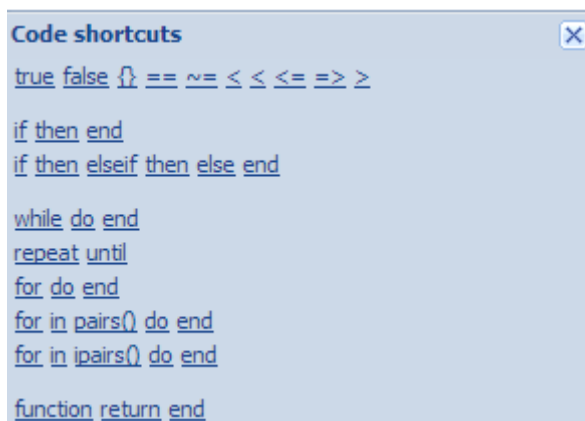 Code shortcuts
true false {} == ~= < < <= => >
if then end
if then elseif then else end
while do end
repeat until
for do end
for in pairs() do end
for in ipairs() do end
function return end